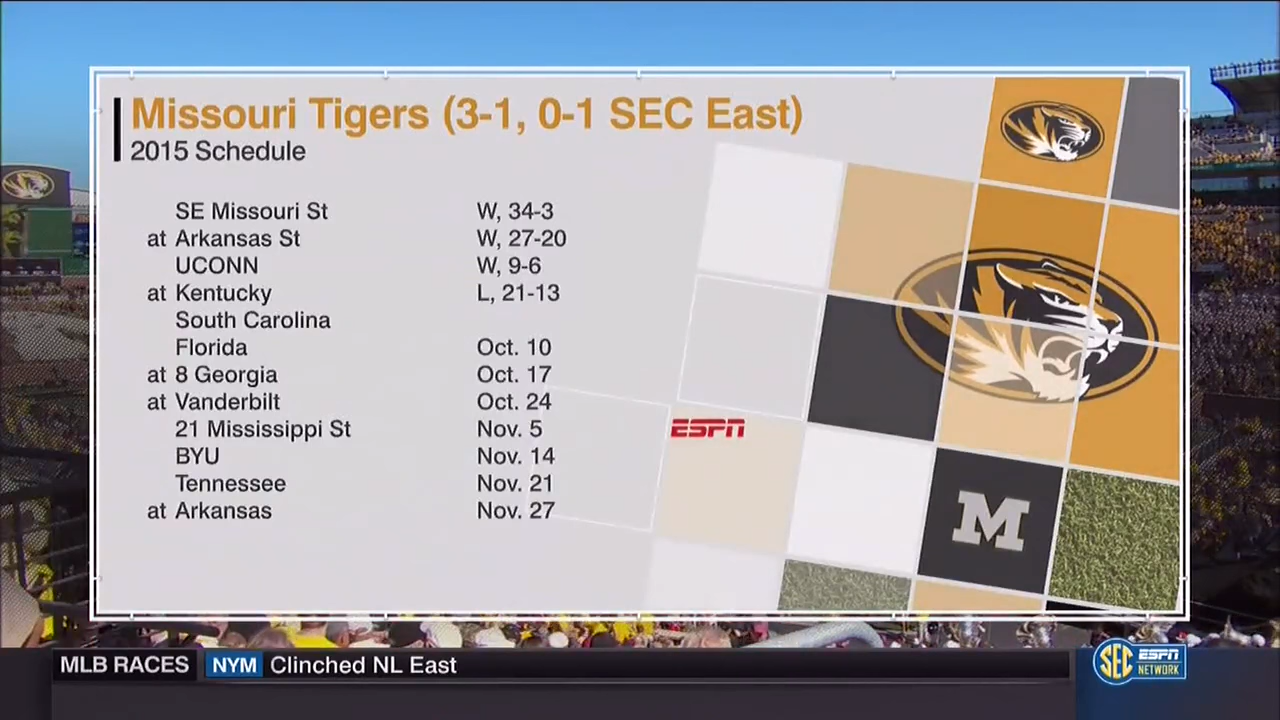 Missouri Tigers (3-1, 0-1 SEC East)
2015 Schedule
SE Missouri St W, 34-3
at Arkansas St W, 27-20
UCONN W, 9-6
at Kentucky L, 21-13
South Carolina
Florida Oct. 10
at 8 Georgia Oct. 17
at Vanderbilt Oct. 24
21 Mississippi St Nov. 5 ESPN
BYU Nov. 14
Tennessee Nov. 21
at Arkansas Nov. 27
M
MLB RACES NYM Clinched NL East
SEC ESPN NETWORK